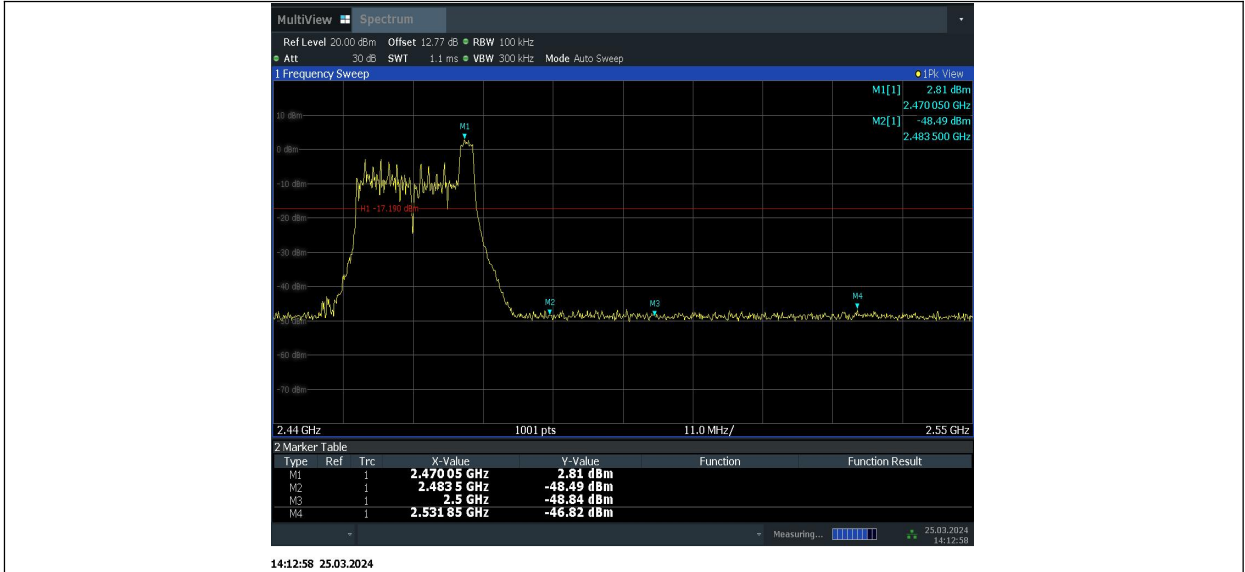 MultiView Spectrum
Ref Level 20.00 dBm Offset 12.77 dB RBW 100 kHz
Att 30 dB SWT 1.1 ms VBW 300 kHz Mode Auto Sweep
1 Frequency Sweep 1Pk View
M1[1] 2.81 dBm
2.470 050 GHz
M2[1] -48.49 dBm
2.483 500 GHz
10 dBm
M1
0 dBm
-10 dBm
H1 -17.190 dBm
-20 dBm
-30 dBm
-40 dBm
M2 M3 M4
-50 dBm
-60 dBm
-70 dBm
2.44 GHz 1001 pts 11.0 MHz/ 2.55 GHz
2 Marker Table
Type Ref Trc X-Value Y-Value Function Function Result
M1 1 2.470 05 GHz 2.81 dBm
M2 1 2.483 5 GHz -48.49 dBm
M3 1 2.5 GHz -48.84 dBm
M4 1 2.531 85 GHz -46.82 dBm
Measuring... 25.03.2024
14:12:58
14:12:58 25.03.2024